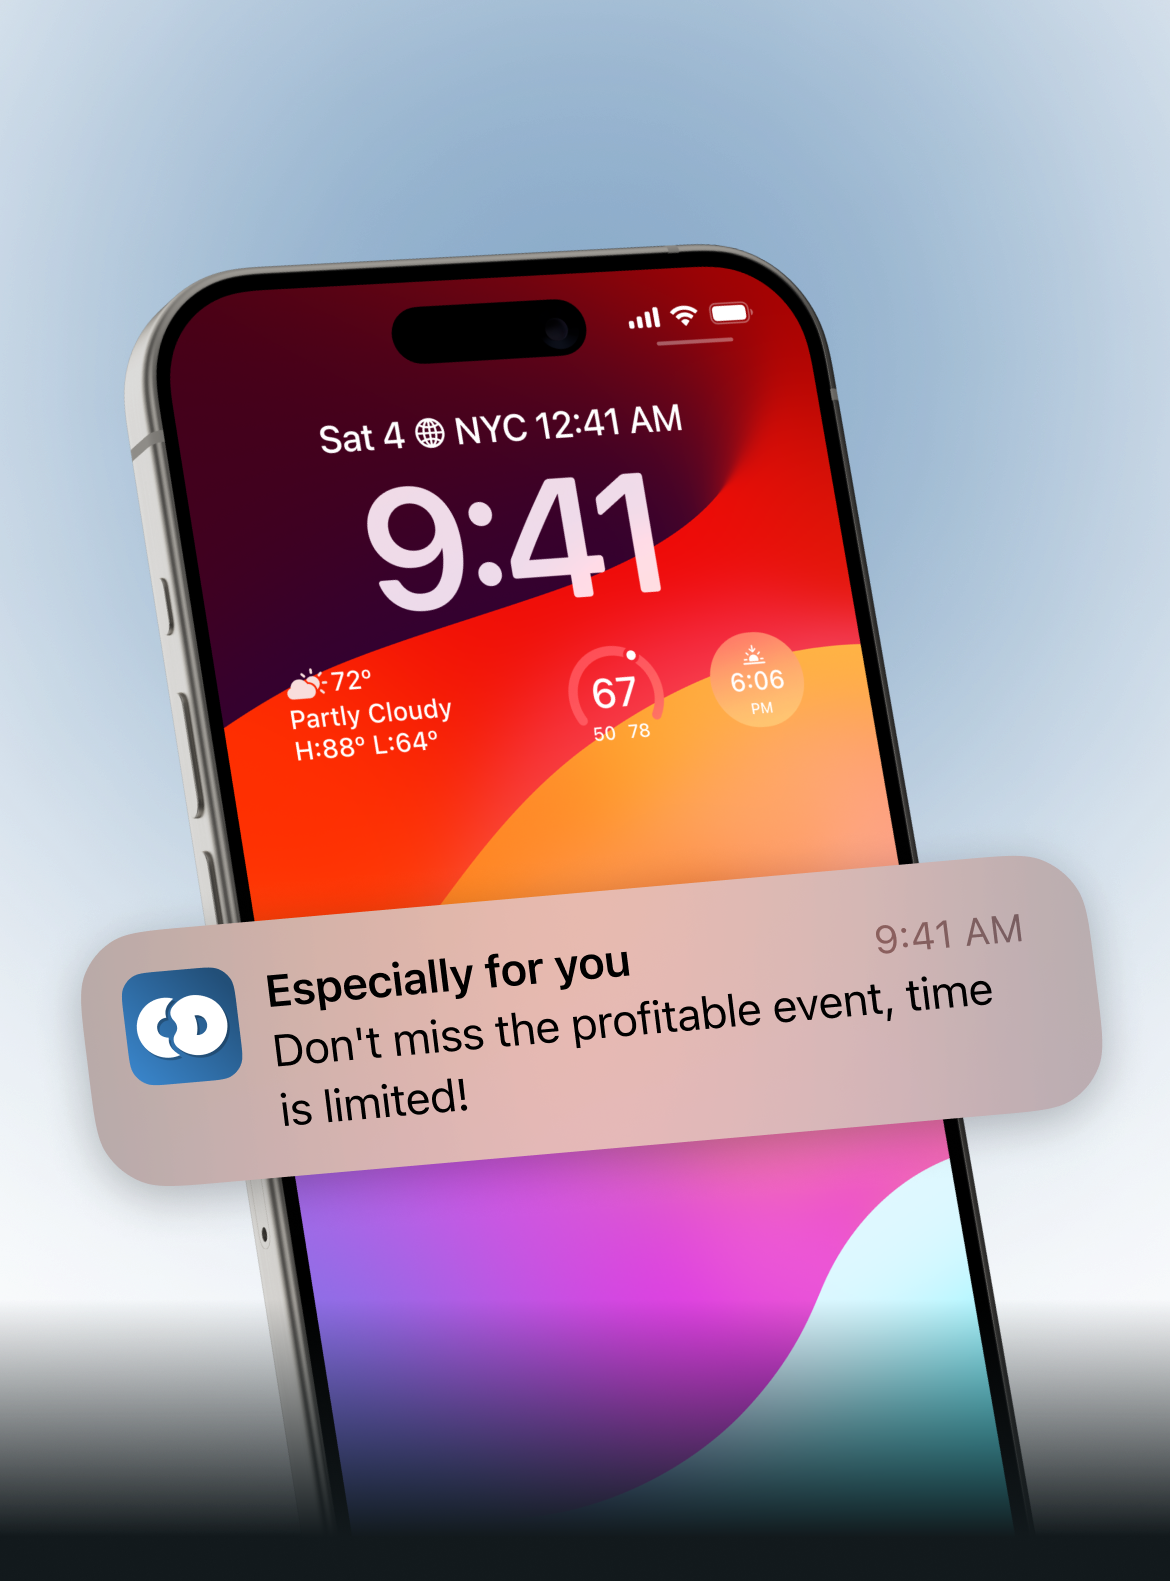 Sat 4 NYC 12:41 AM
9:41
72°
Partly Cloudy
H:88° L:64°
67
50 78
6:06
PM
Especially for you
9:41 AM
Don't miss the profitable event, time
is limited!